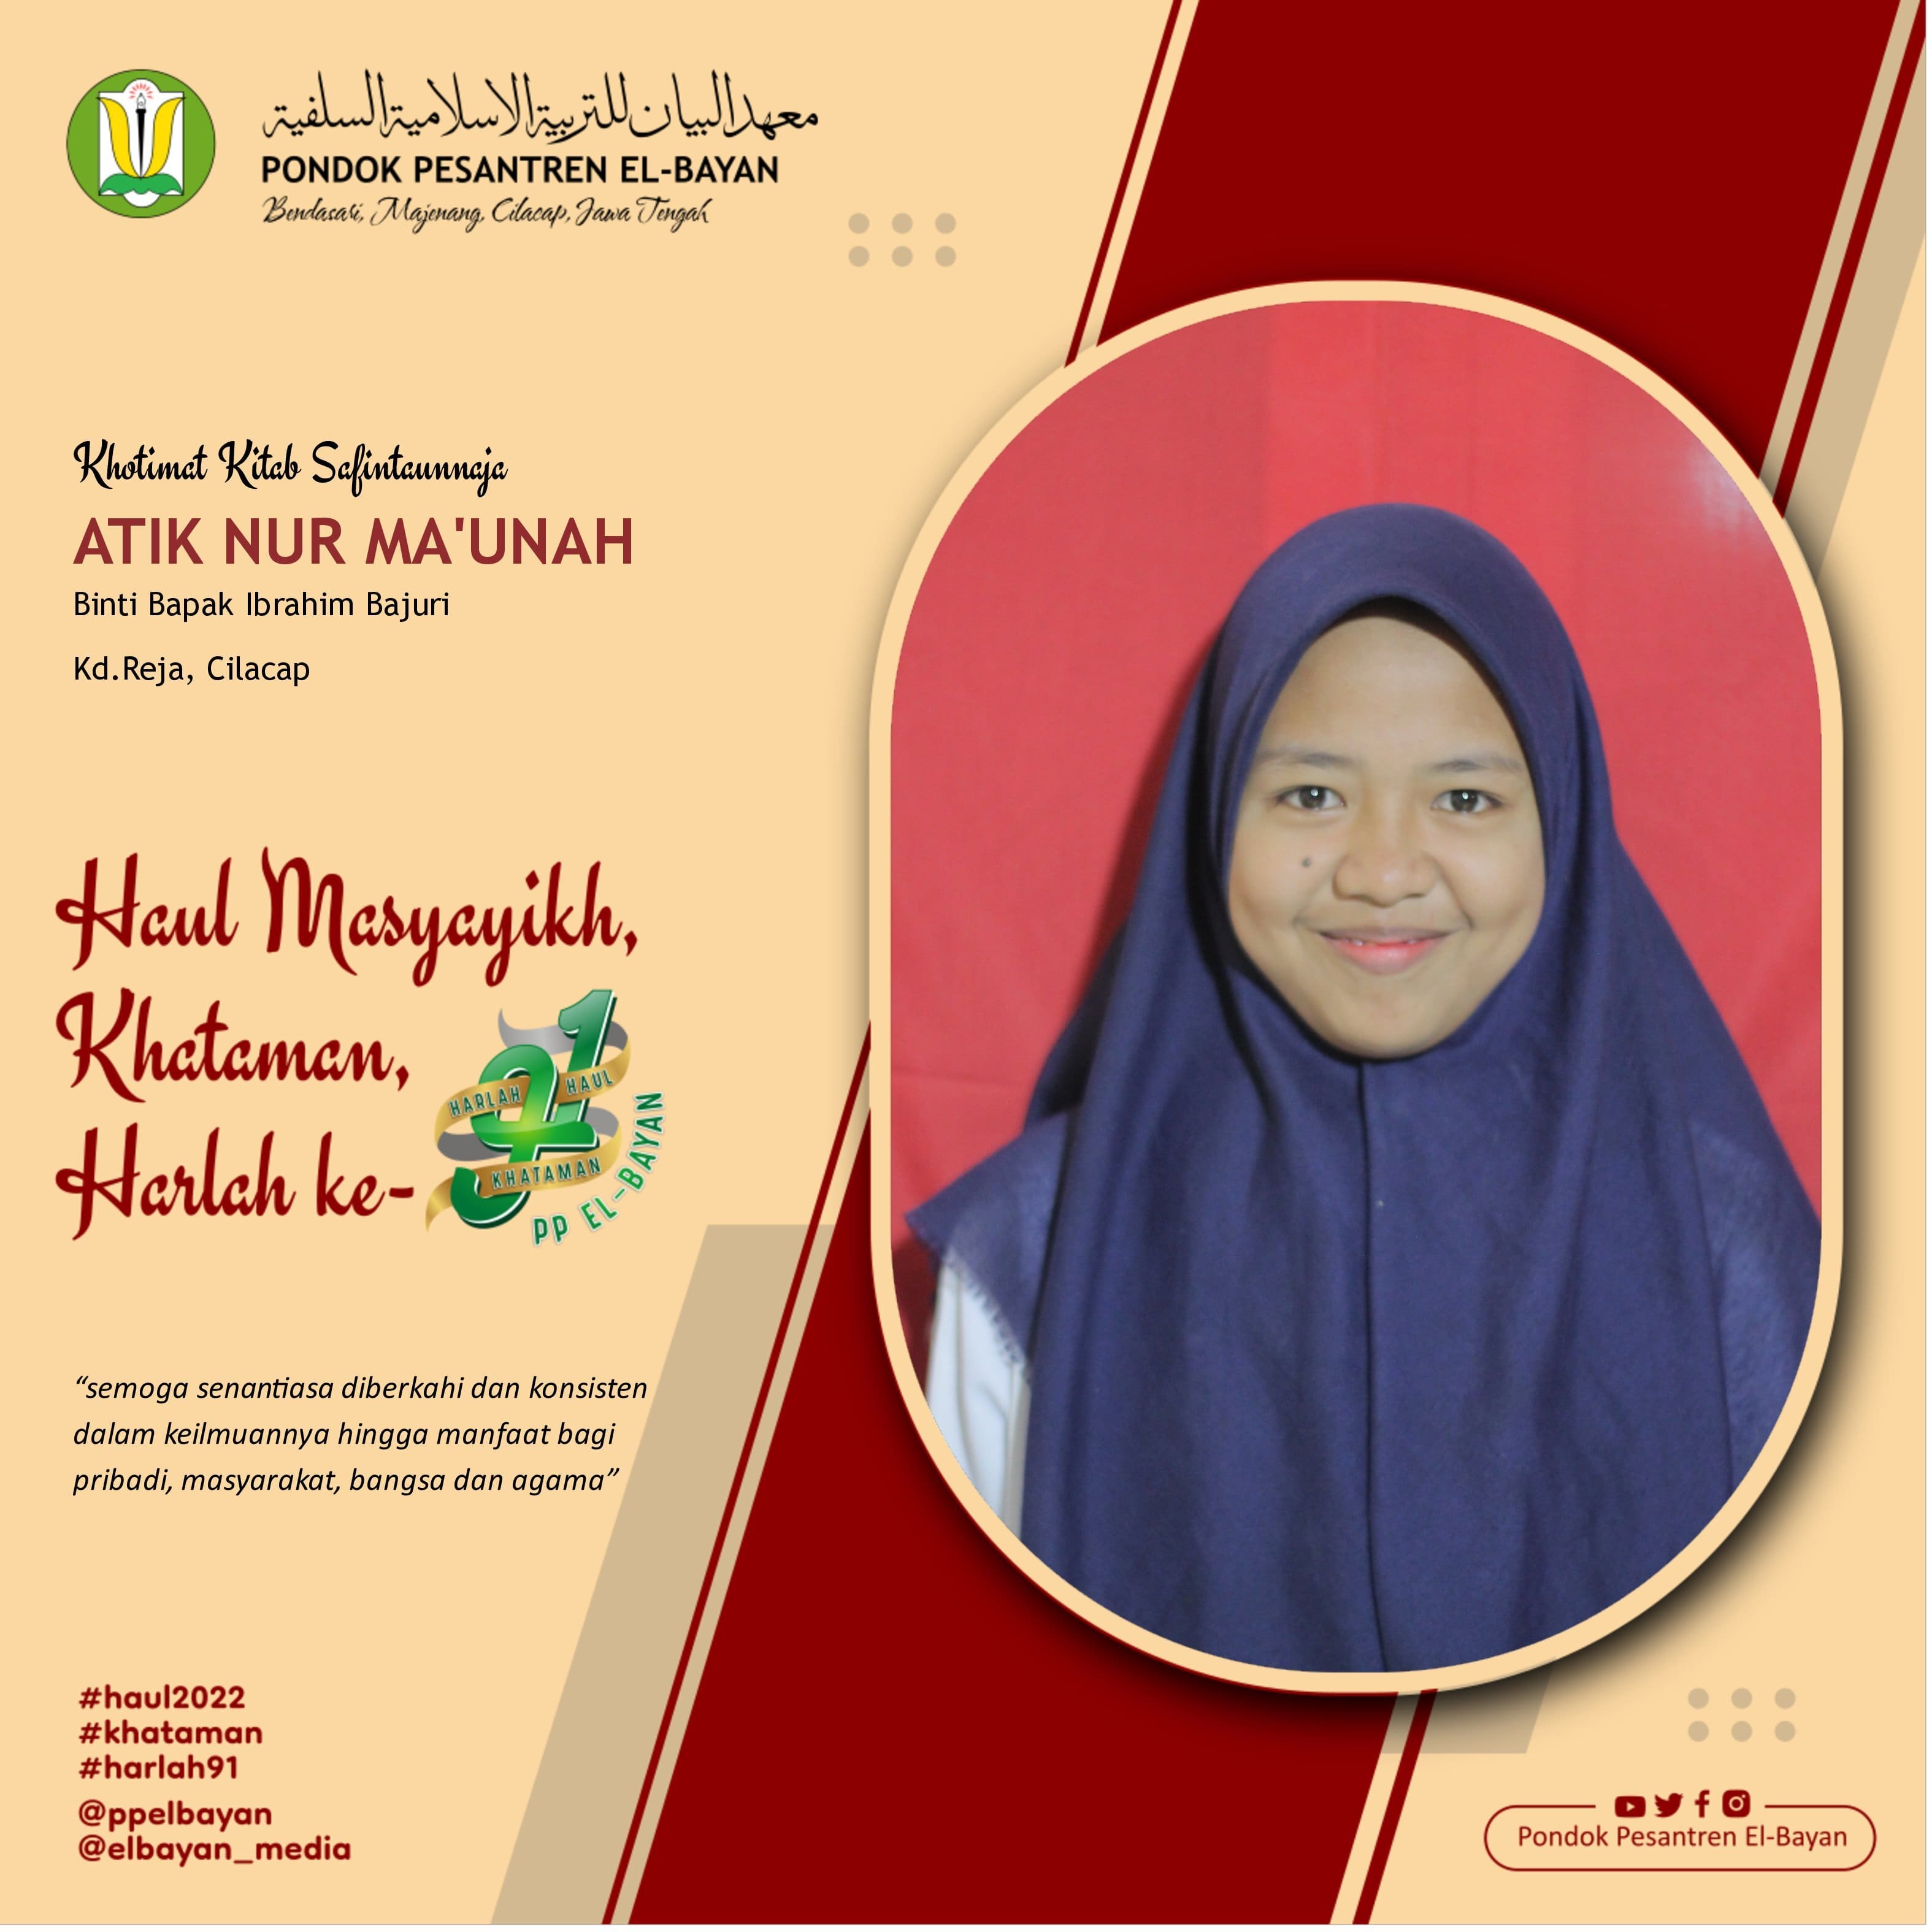 معهد البيان للتربية الاسلامية السلفية
PONDOK PESANTREN EL-BAYAN
Bendasari, Majenang, Cilacap, Jawa Tengah
Khotimat Kitab Safintaunnaja
ATIK NUR MA'UNAH
Binti Bapak Ibrahim Bajuri
Kd.Reja, Cilacap
Haul Masyayikh,
Khataman,
Harlah ke-
91
HARLAH HAUL
KHATAMAN
PP EL-BAYAN
“semoga senantiasa diberkahi dan konsisten
dalam keilmuannya hingga manfaat bagi
pribadi, masyarakat, bangsa dan agama”
#haul2022
#khataman
#harlah91
@ppelbayan
@elbayan_media
Pondok Pesantren El-Bayan